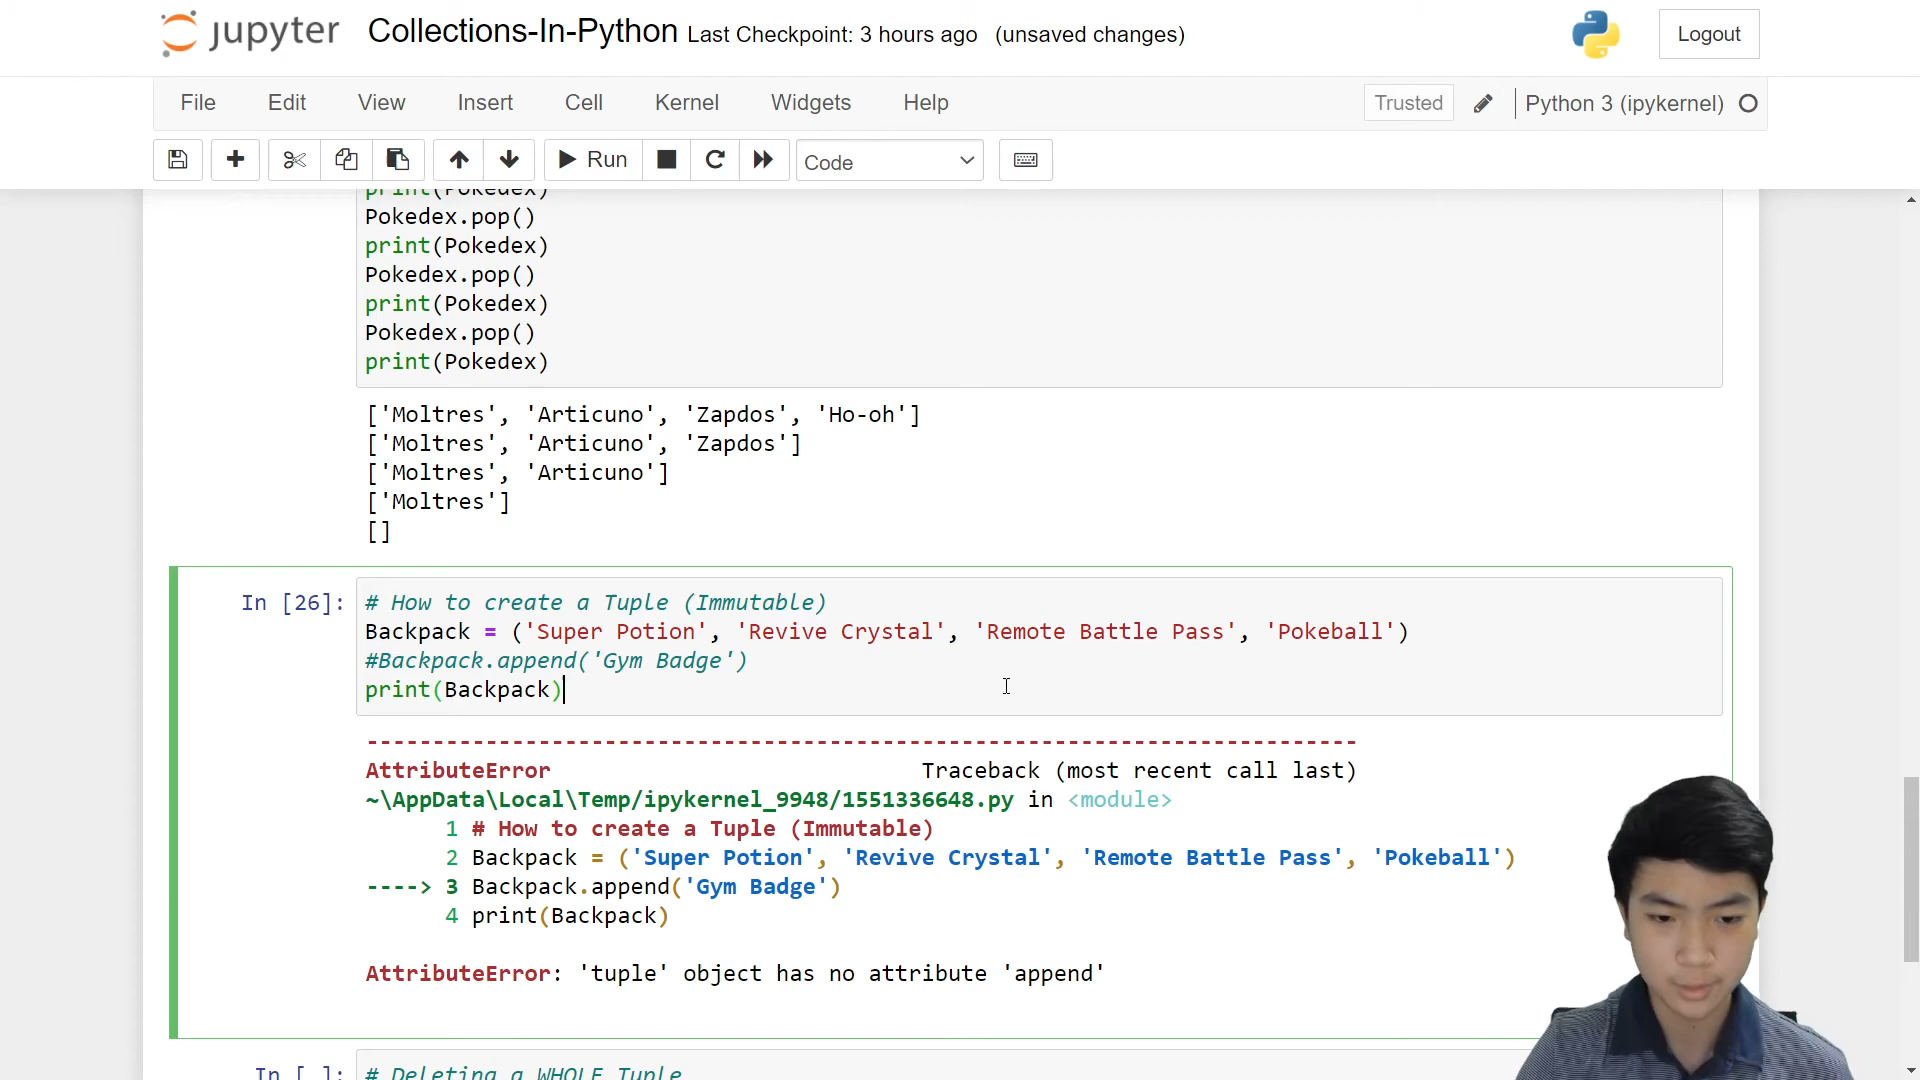 jupyter Collections-In-Python Last Checkpoint: 3 hours ago (unsaved changes) Logout
File Edit View Insert Cell Kernel Widgets Help Trusted Python 3 (ipykernel)
Run Code
print(Pokedex)
Pokedex.pop()
print(Pokedex)
Pokedex.pop()
print(Pokedex)
Pokedex.pop()
print(Pokedex)
['Moltres', 'Articuno', 'Zapdos', 'Ho-oh']
['Moltres', 'Articuno', 'Zapdos']
['Moltres', 'Articuno']
['Moltres']
[]
In [26]: # How to create a Tuple (Immutable)
Backpack = ('Super Potion', 'Revive Crystal', 'Remote Battle Pass', 'Pokeball')
#Backpack.append('Gym Badge')
print(Backpack)
---------------------------------------------------------------------------
AttributeError Traceback (most recent call last)
~\AppData\Local\Temp/ipykernel_9948/1551336648.py in <module>
1 # How to create a Tuple (Immutable)
2 Backpack = ('Super Potion', 'Revive Crystal', 'Remote Battle Pass', 'Pokeball')
----> 3 Backpack.append('Gym Badge')
4 print(Backpack)
AttributeError: 'tuple' object has no attribute 'append'
In [ ]: # Deleting a WHOLE Tuple